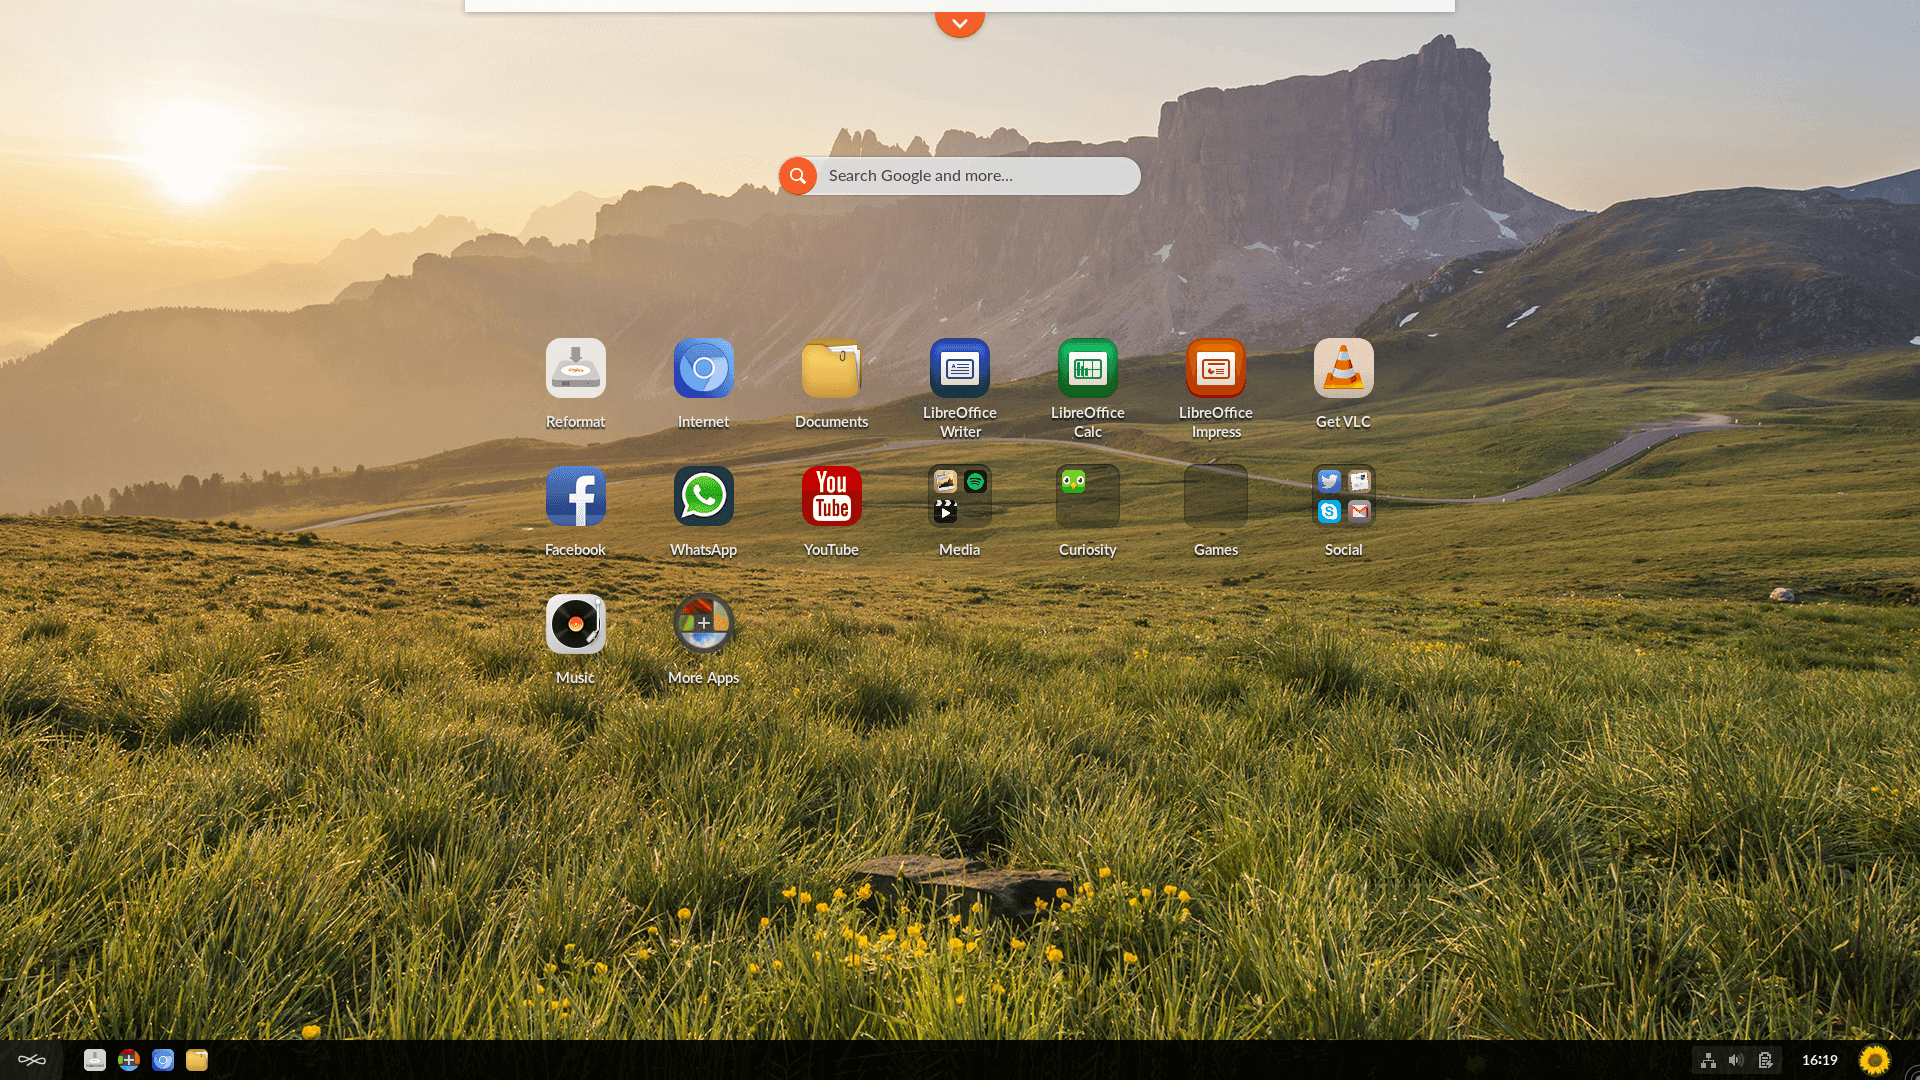 Search Google and more...
Reformat
Internet
Documents
LibreOffice
Writer
LibreOffice
Calc
LibreOffice
Impress
Get VLC
You
Tube
Facebook
WhatsApp
YouTube
Media
Curiosity
Games
Social
Music
More Apps
16:19